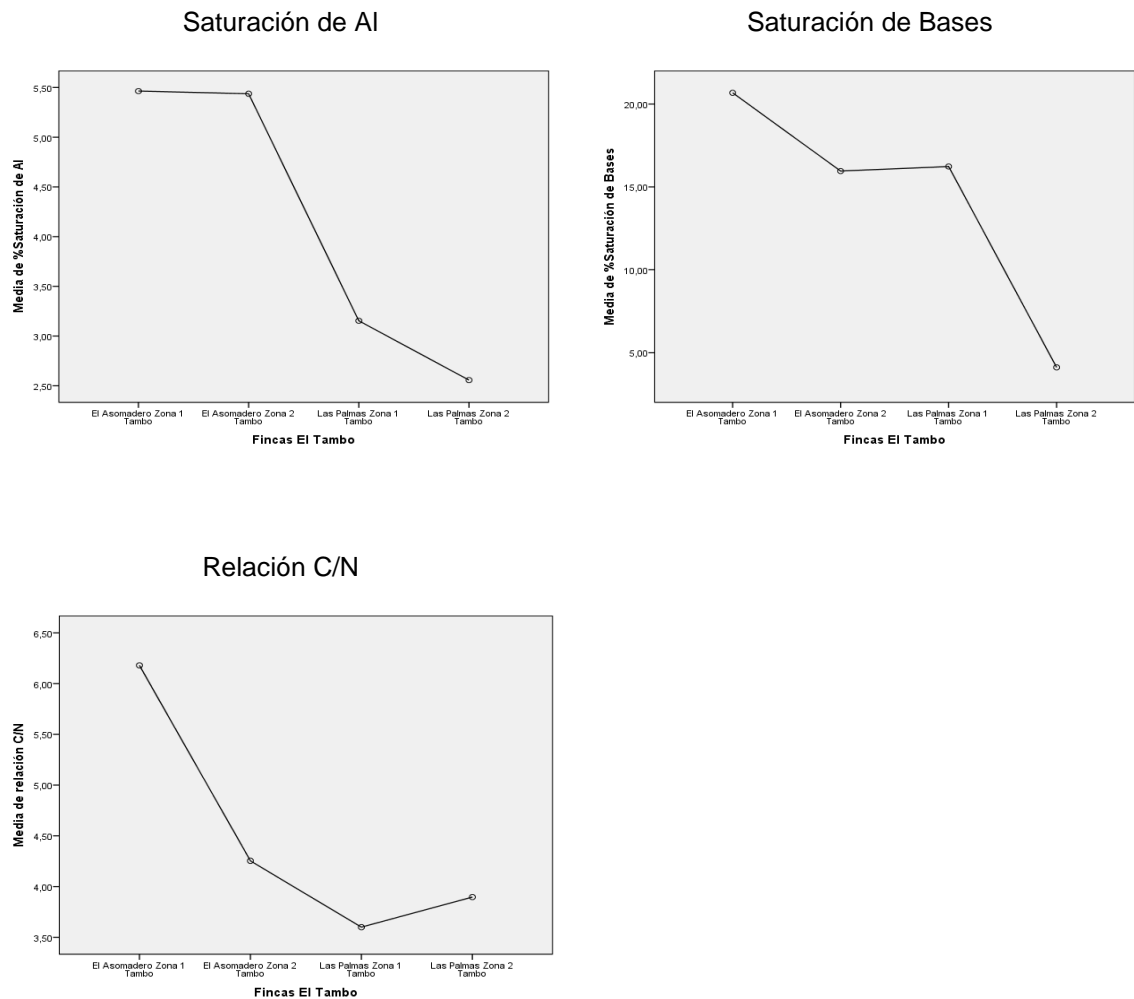 Saturación de Al
Media de %Saturación de Al
5,50
5,00
4,50
4,00
3,50
3,00
2,50
El Asomadero Zona 1
Tambo
El Asomadero Zona 2
Tambo
Las Palmas Zona 1
Tambo
Las Palmas Zona 2
Tambo
Fincas El Tambo
Saturación de Bases
Media de %Saturación de Bases
20,00
15,00
10,00
5,00
El Asomadero Zona 1
Tambo
El Asomadero Zona 2
Tambo
Las Palmas Zona 1
Tambo
Las Palmas Zona 2
Tambo
Fincas El Tambo
Relación C/N
Media de relación C/N
6,50
6,00
5,50
5,00
4,50
4,00
3,50
El Asomadero Zona 1
Tambo
El Asomadero Zona 2
Tambo
Las Palmas Zona 1
Tambo
Las Palmas Zona 2
Tambo
Fincas El Tambo